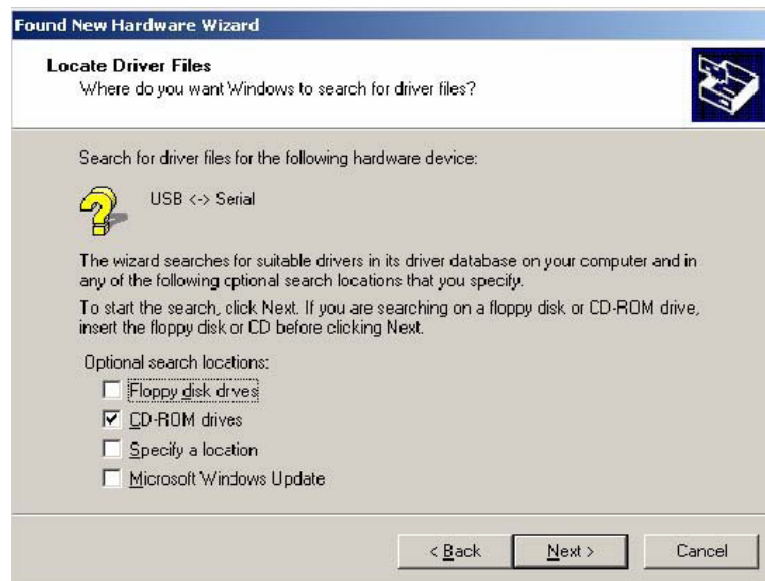 Found New Hardware Wizard
Locate Driver Files
Where do you want Windows to search for driver files?
Search for driver files for the following hardware device:
USB <-> Serial
The wizard searches for suitable drivers in its driver database on your computer and in
any of the following optional search locations that you specify.
To start the search, click Next. If you are searching on a floppy disk or CD-ROM drive,
insert the floppy disk or CD before clicking Next.
Optional search locations:
Floppy disk drives
CD-ROM drives
Specify a location
Microsoft Windows Update
< Back
Next >
Cancel